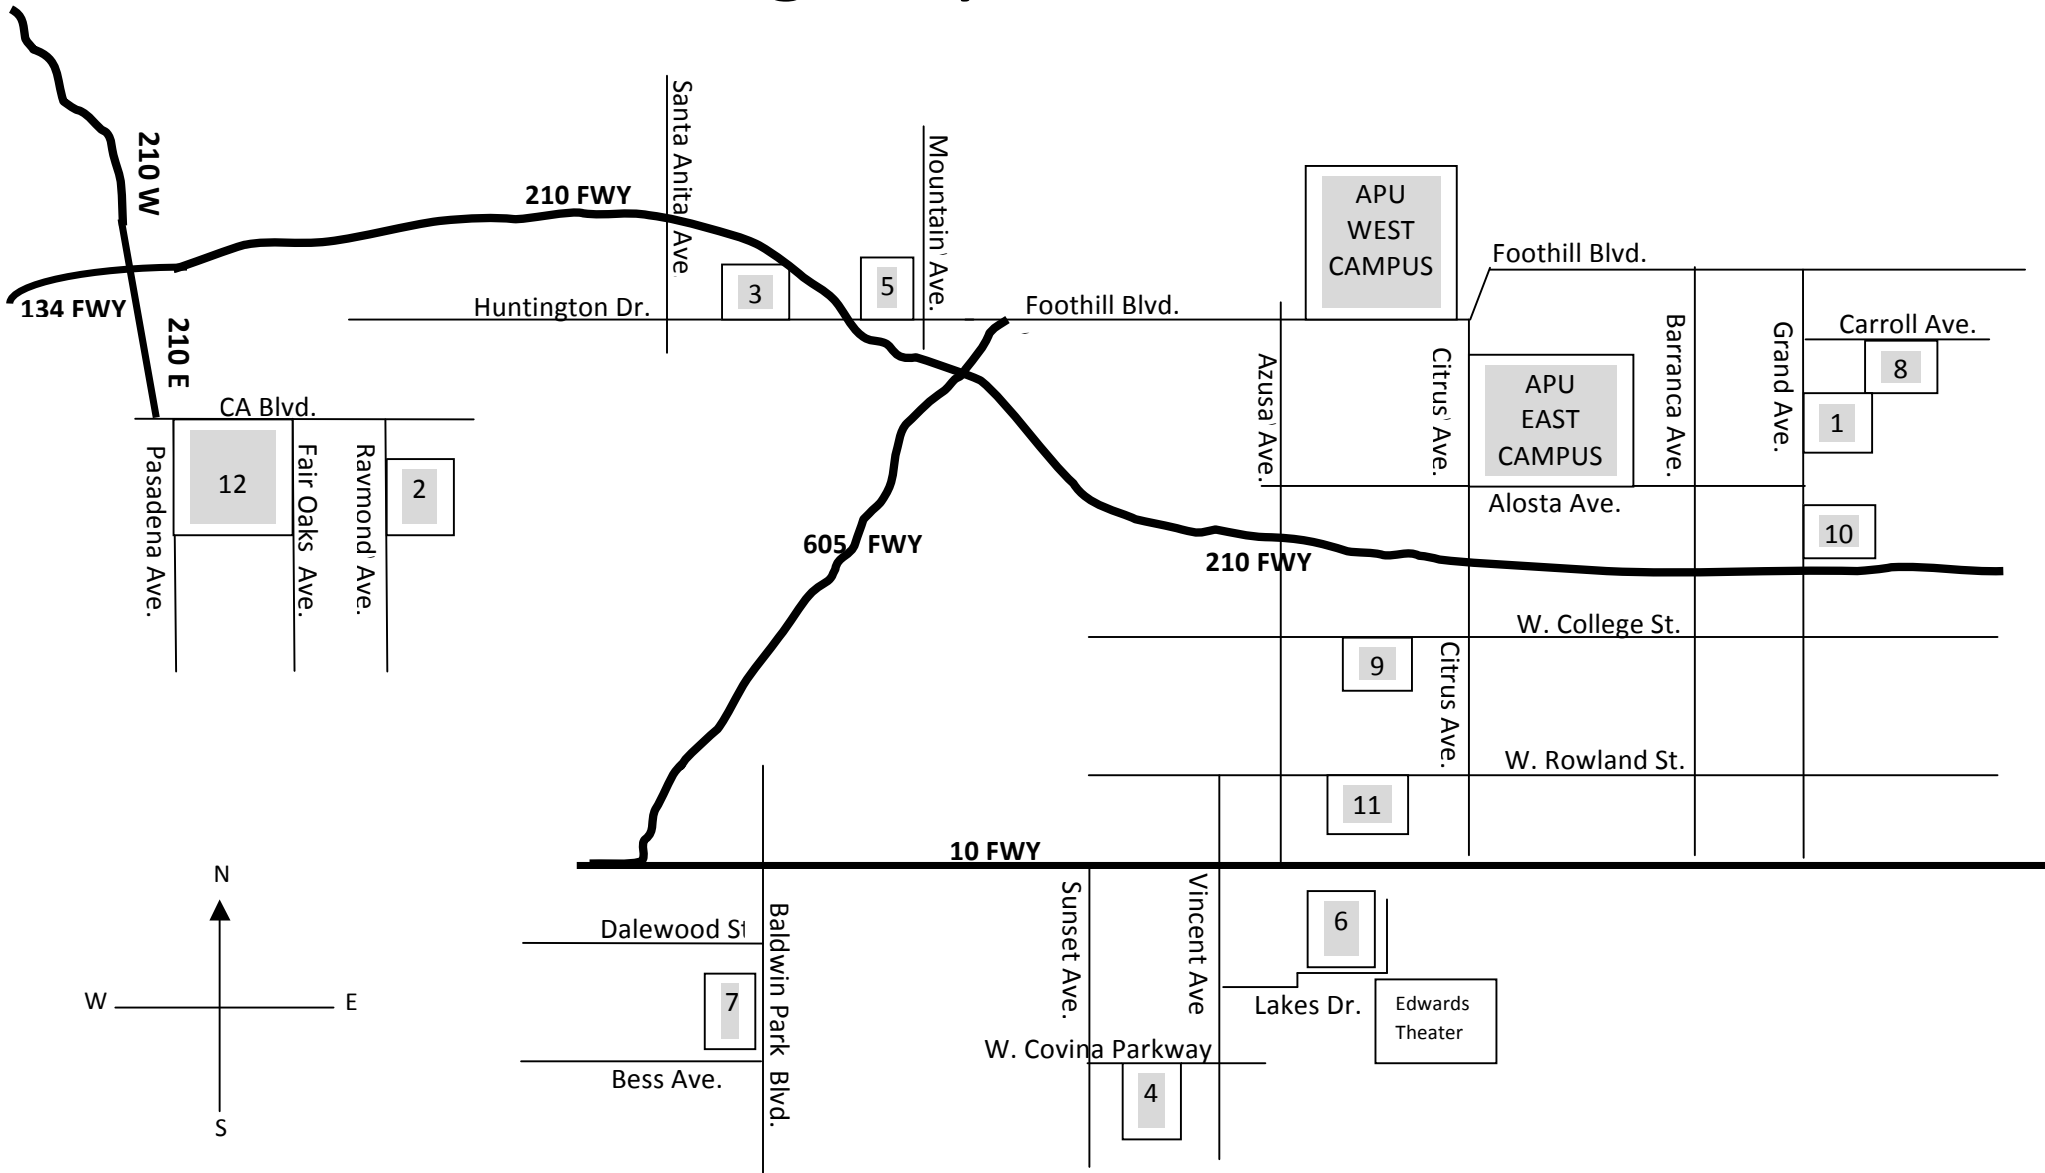 210 W
Santa Anita Ave.
Mountain Ave.
210 FWY
APU
WEST
CAMPUS
Foothill Blvd.
134 FWY
210 E
Huntington Dr.
3
5
Foothill Blvd.
Carroll Ave.
Azusa Ave.
Citrus Ave.
APU
EAST
CAMPUS
Barranca Ave.
Grand Ave.
8
1
CA Blvd.
Pasadena Ave.
12
Fair Oaks Ave.
Raymond Ave.
2
Alosta Ave.
10
605 FWY
210 FWY
W. College St.
9
Citrus Ave.
W. Rowland St.
11
10 FWY
N
W
E
S
Dalewood St
Baldwin Park Blvd.
7
Bess Ave.
Sunset Ave.
Vincent Ave
6
Lakes Dr.
Edwards
Theater
W. Covina Parkway
4